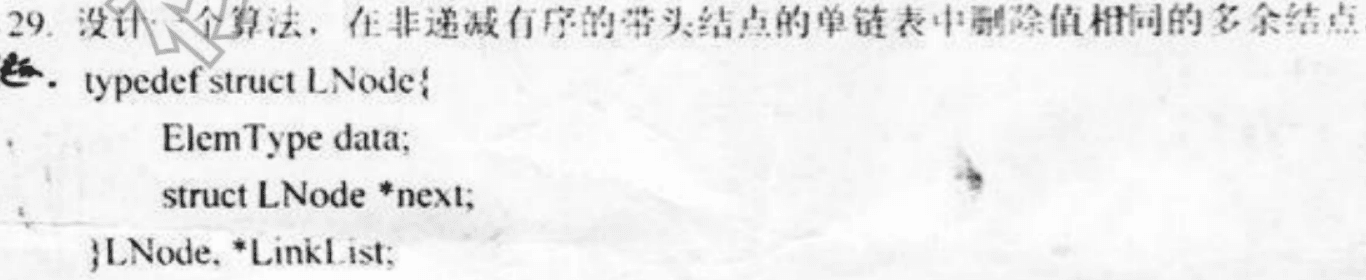 29. 设计一个算法，在非递减有序的带头结点的单链表中删除值相同的多余结点
typedef struct LNode{
ElemType data;
struct LNode *next;
}LNode, *LinkList;